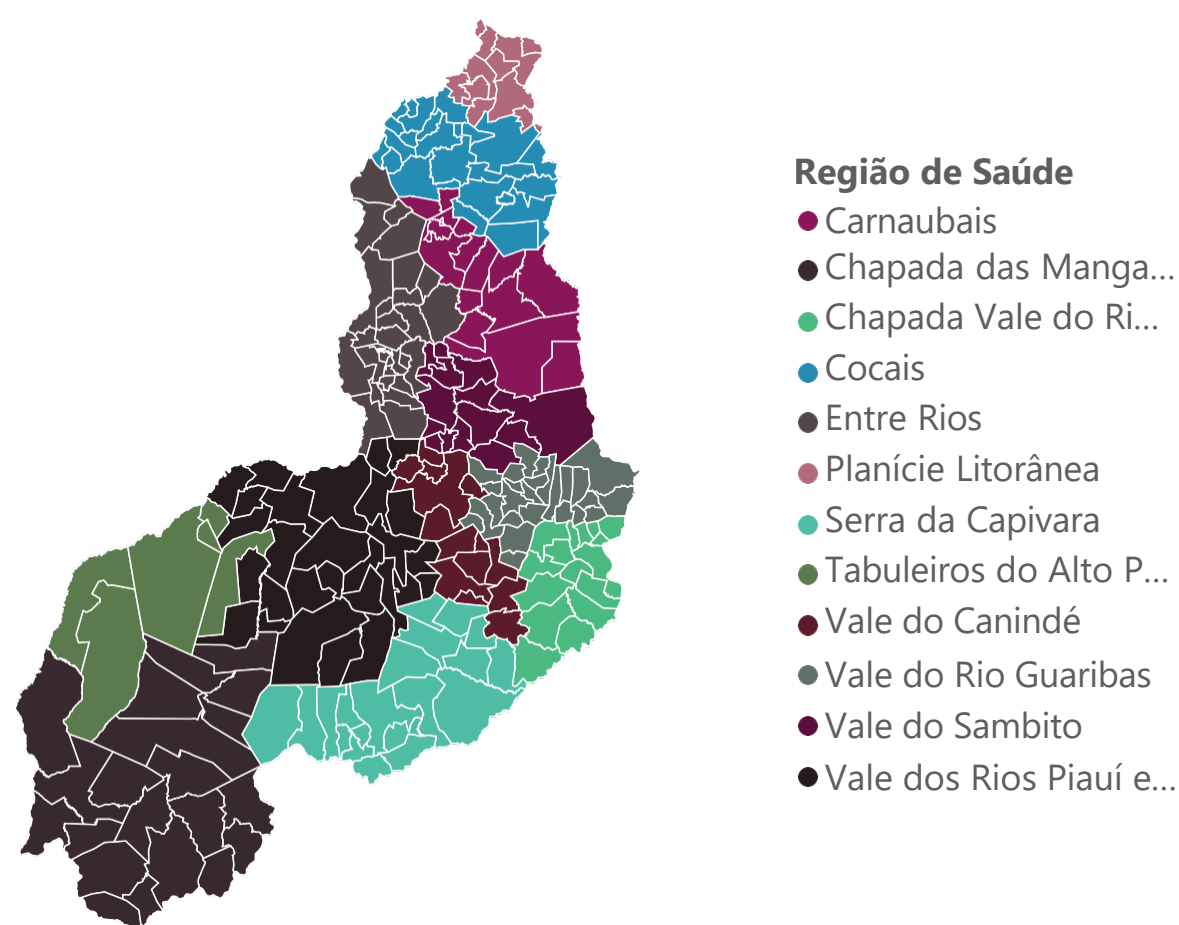 Região de Saúde
Carnaubais
Chapada das Manga...
Chapada Vale do Ri...
Cocais
Entre Rios
Planície Litorânea
Serra da Capivara
Tabuleiros do Alto P...
Vale do Canindé
Vale do Rio Guaribas
Vale do Sambito
Vale dos Rios Piauí e...